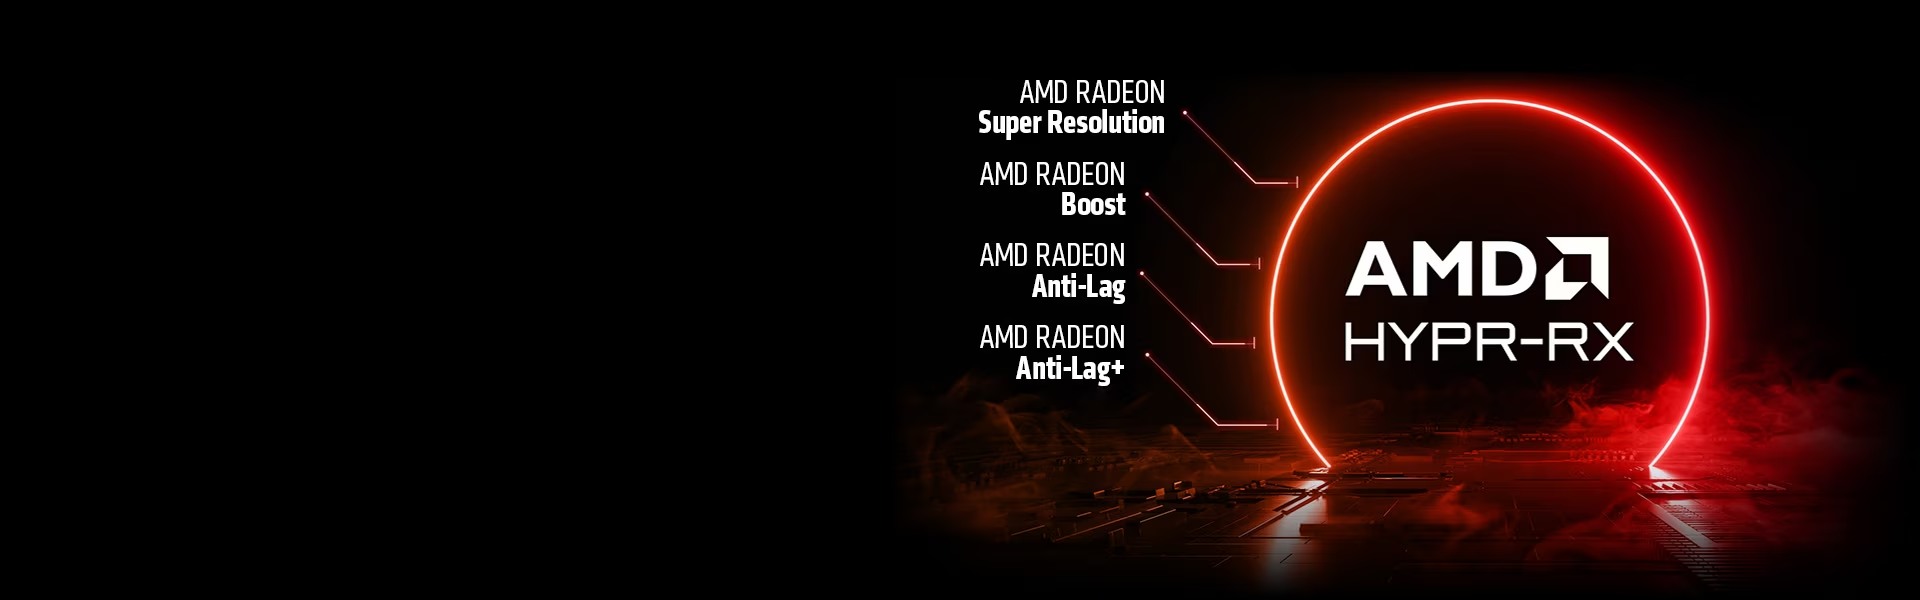 AMD RADEON
Super Resolution
AMD RADEON
Boost
AMD RADEON
Anti-Lag
AMD RADEON
Anti-Lag+
AMD
HYPR-RX